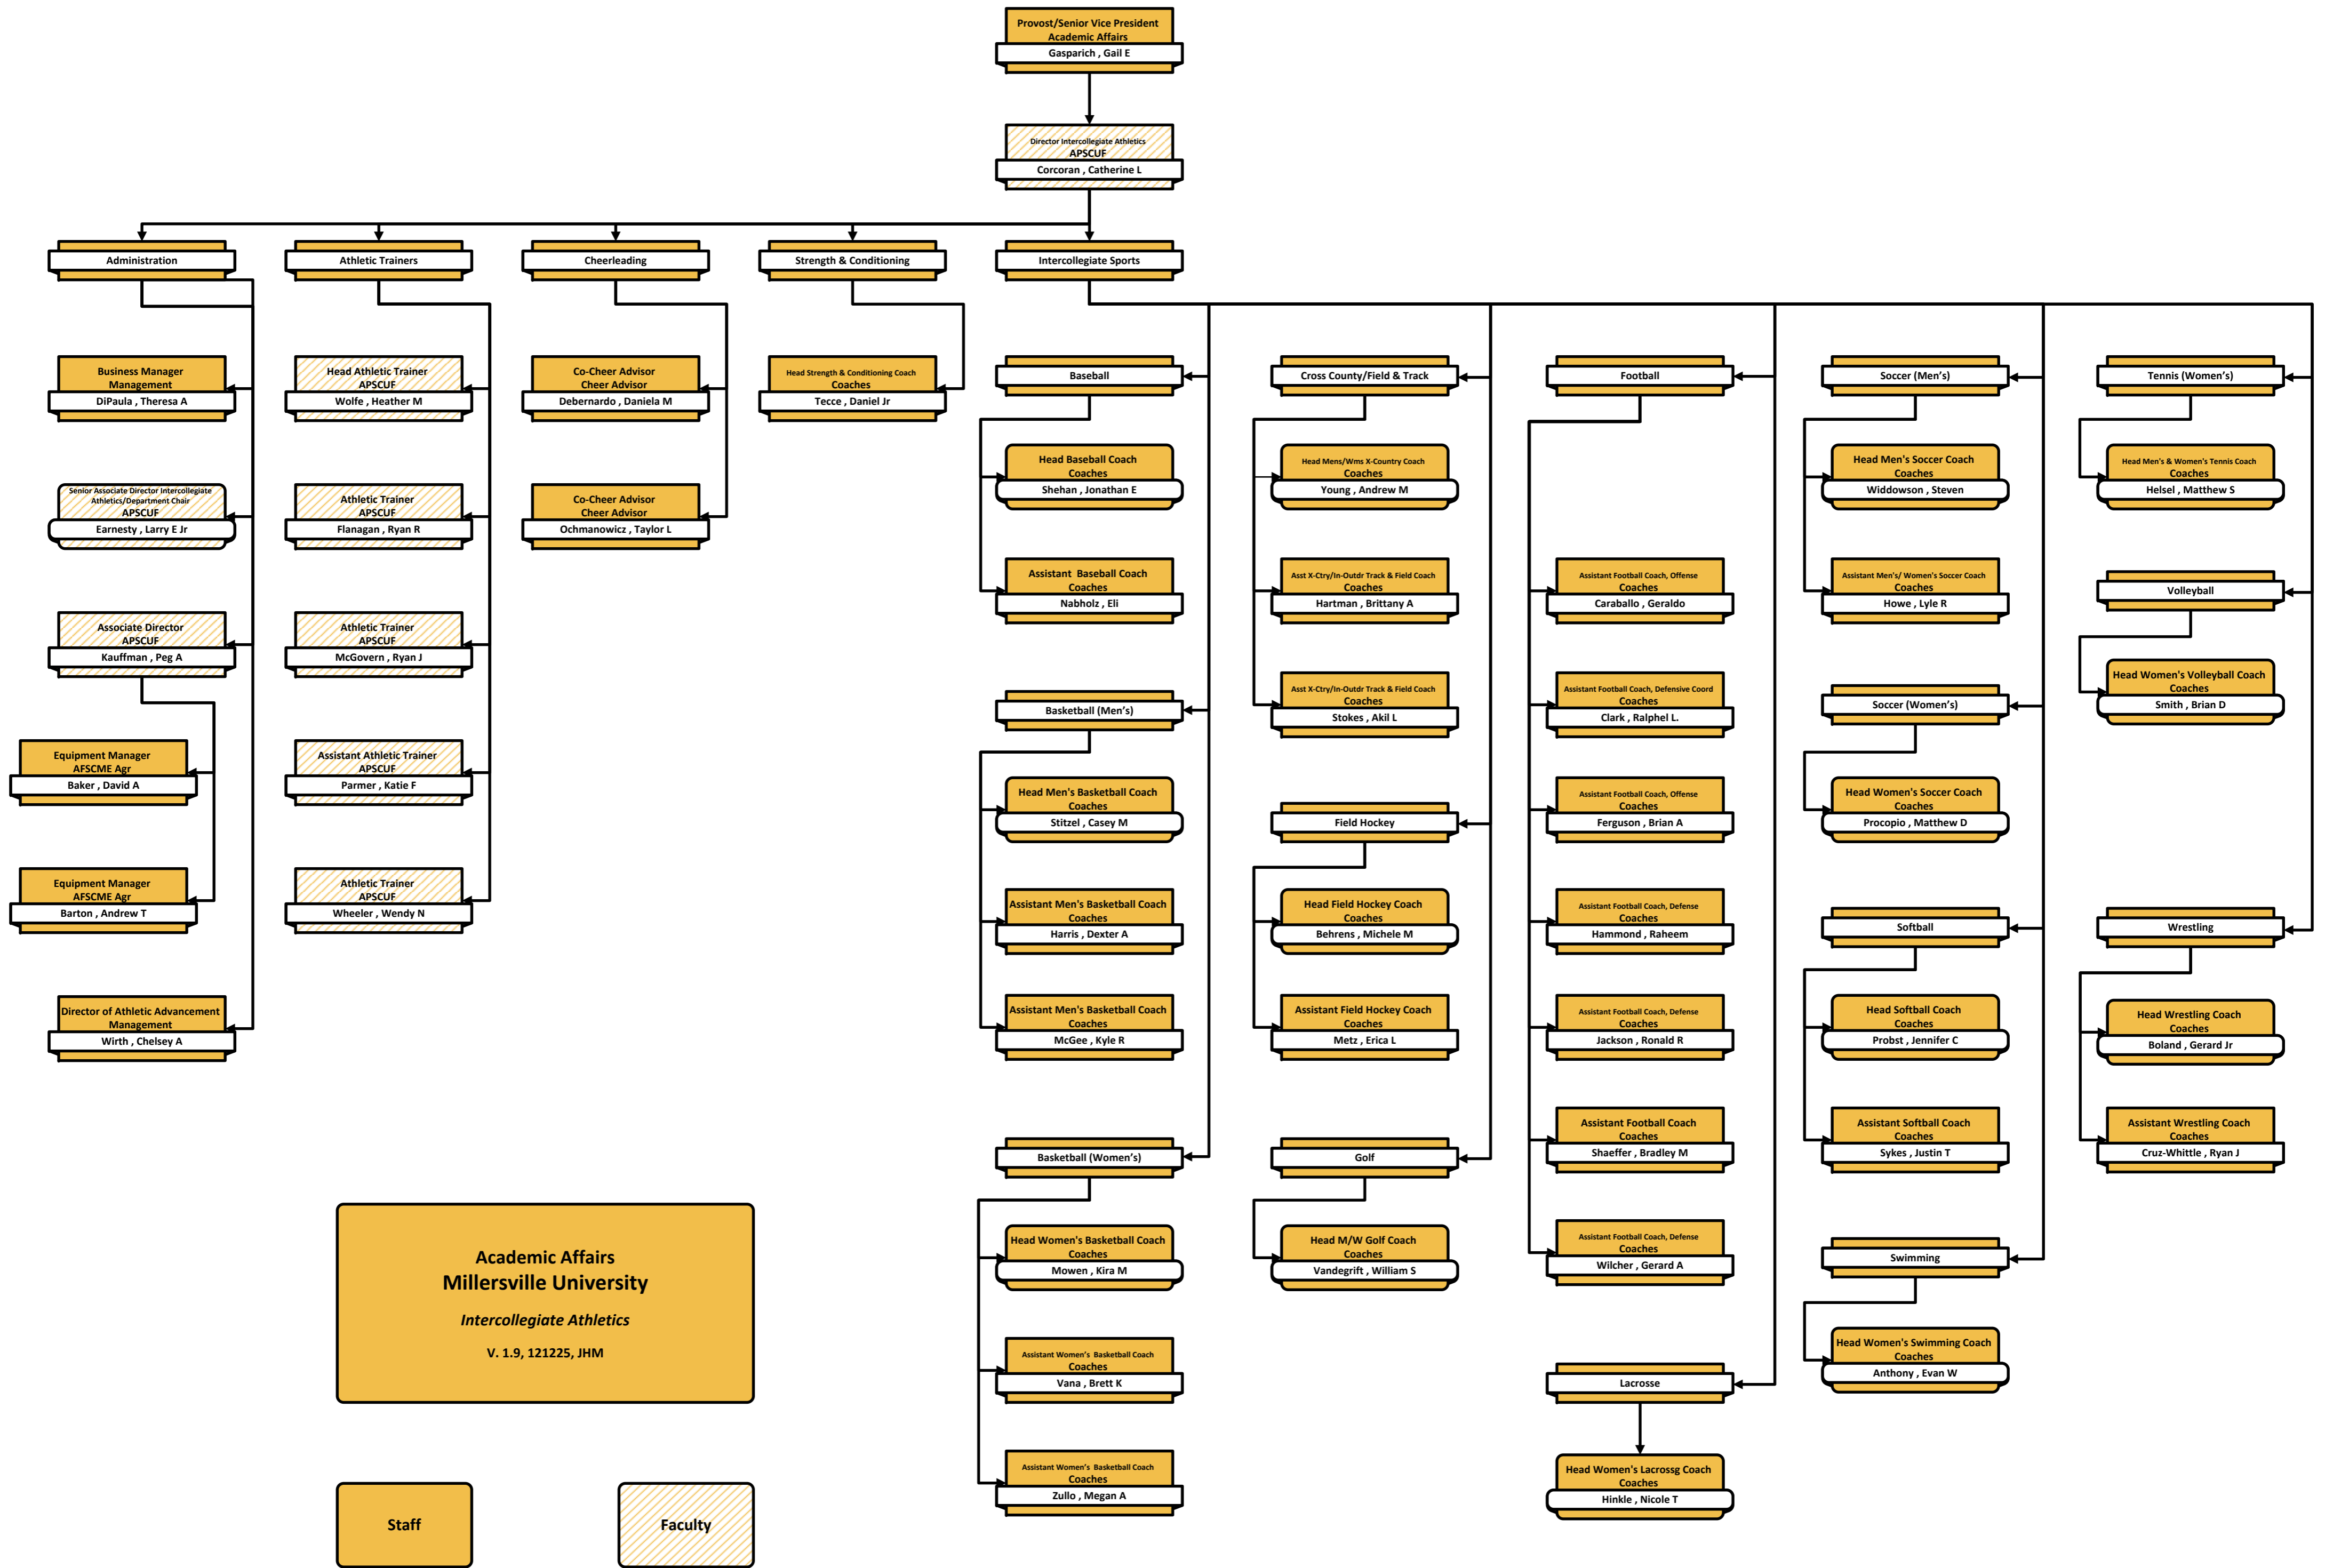 Provost/Senior Vice President
Academic Affairs
Gasparich , Gail E
Director Intercollegiate Athletics
APSCUF
Corcoran , Catherine L
Administration
Athletic Trainers
Cheerleading
Strength & Conditioning
Intercollegiate Sports
Business Manager
Management
DiPaula , Theresa A
Senior Associate Director Intercollegiate
Athletics/Department Chair
APSCUF
Earnesty , Larry E Jr
Associate Director
APSCUF
Kauffman , Peg A
Equipment Manager
AFSCME Agr
Baker , David A
Equipment Manager
AFSCME Agr
Barton , Andrew T
Director of Athletic Advancement
Management
Wirth , Chelsey A
Head Athletic Trainer
APSCUF
Wolfe , Heather M
Athletic Trainer
APSCUF
Flanagan , Ryan R
Athletic Trainer
APSCUF
McGovern , Ryan J
Assistant Athletic Trainer
APSCUF
Parmer , Katie F
Athletic Trainer
APSCUF
Wheeler , Wendy N
Co-Cheer Advisor
Cheer Advisor
Debernardo , Daniela M
Co-Cheer Advisor
Cheer Advisor
Ochmanowicz , Taylor L
Head Strength & Conditioning Coach
Coaches
Tecce , Daniel Jr
Baseball
Head Baseball Coach
Coaches
Shehan , Jonathan E
Assistant Baseball Coach
Coaches
Nabholz , Eli
Basketball (Men's)
Head Men's Basketball Coach
Coaches
Stitzel , Casey M
Assistant Men's Basketball Coach
Coaches
Harris , Dexter A
Assistant Men's Basketball Coach
Coaches
McGee , Kyle R
Basketball (Women's)
Head Women's Basketball Coach
Coaches
Mowen , Kira M
Assistant Women's Basketball Coach
Coaches
Vana , Brett K
Assistant Women's Basketball Coach
Coaches
Zullo , Megan A
Cross County/Field & Track
Head Mens/Wms X-Country Coach
Coaches
Young , Andrew M
Asst X-Ctry/In-Outdr Track & Field Coach
Coaches
Hartman , Brittany A
Asst X-Ctry/In-Outdr Track & Field Coach
Coaches
Stokes , Akil L
Field Hockey
Head Field Hockey Coach
Coaches
Behrens , Michele M
Assistant Field Hockey Coach
Coaches
Metz , Erica L
Golf
Head M/W Golf Coach
Coaches
Vandegrift , William S
Football
Assistant Football Coach, Offense
Coaches
Caraballo , Geraldo
Assistant Football Coach, Defensive Coord
Coaches
Clark , Ralphel L.
Assistant Football Coach, Offense
Coaches
Ferguson , Brian A
Assistant Football Coach, Defense
Coaches
Hammond , Raheem
Assistant Football Coach, Defense
Coaches
Jackson , Ronald R
Assistant Football Coach
Coaches
Shaeffer , Bradley M
Assistant Football Coach, Defense
Coaches
Wilcher , Gerard A
Lacrosse
Head Women's Lacrossg Coach
Coaches
Hinkle , Nicole T
Soccer (Men's)
Head Men's Soccer Coach
Coaches
Widdowson , Steven
Assistant Men's/ Women's Soccer Coach
Coaches
Howe , Lyle R
Soccer (Women's)
Head Women's Soccer Coach
Coaches
Procopio , Matthew D
Softball
Head Softball Coach
Coaches
Probst , Jennifer C
Assistant Softball Coach
Coaches
Sykes , Justin T
Swimming
Head Women's Swimming Coach
Coaches
Anthony , Evan W
Tennis (Women's)
Head Men's & Women's Tennis Coach
Coaches
Helsel , Matthew S
Volleyball
Head Women's Volleyball Coach
Coaches
Smith , Brian D
Wrestling
Head Wrestling Coach
Coaches
Boland , Gerard Jr
Assistant Wrestling Coach
Coaches
Cruz-Whittle , Ryan J
Academic Affairs
Millersville University
Intercollegiate Athletics
V. 1.9, 121225, JHM
Staff
Faculty